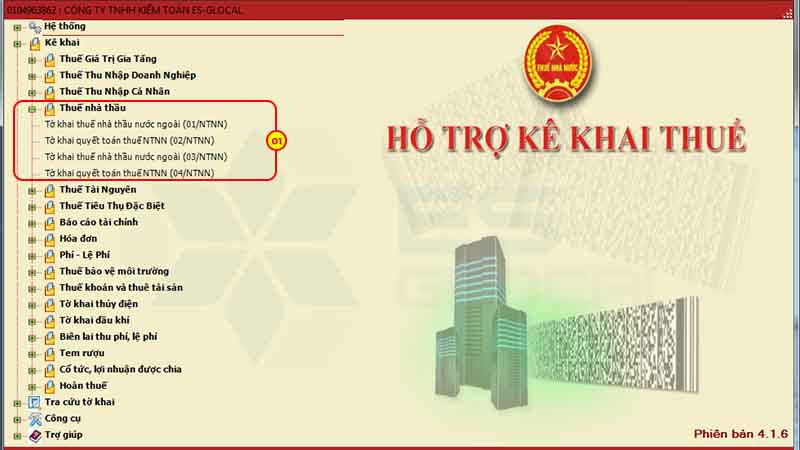 0104963862 : CÔNG TY TNHH KIỂM TOÁN ES-GLOCAL
Hệ thống
Kê khai
Thuế Giá Trị Gia Tăng
Thuế Thu Nhập Doanh Nghiệp
Thuế Thu Nhập Cá Nhân
Thuế nhà thầu
Tờ khai thuế nhà thầu nước ngoài (01/NTNN)
Tờ khai quyết toán thuế NTNN (02/NTNN)
Tờ khai thuế nhà thầu nước ngoài (03/NTNN)
Tờ khai quyết toán thuế NTNN (04/NTNN)
01
Thuế Tài Nguyên
Thuế Tiêu Thụ Đặc Biệt
Báo cáo tài chính
Hóa đơn
Phí - Lệ Phí
Thuế bảo vệ môi trường
Thuế khoán và thuê tài sản
Tờ khai thủy điện
Tờ khai dầu khí
Biên lai thu phí, lệ phí
Tem rượu
Cổ tức, lợi nhuận được chia
Hoàn thuế
Tra cứu tờ khai
Công cụ
Trợ giúp
THUẾ NHÀ NƯỚC
HỖ TRỢ KÊ KHAI THUẾ
ES
GLOCAL
Phiên bản 4.1.6